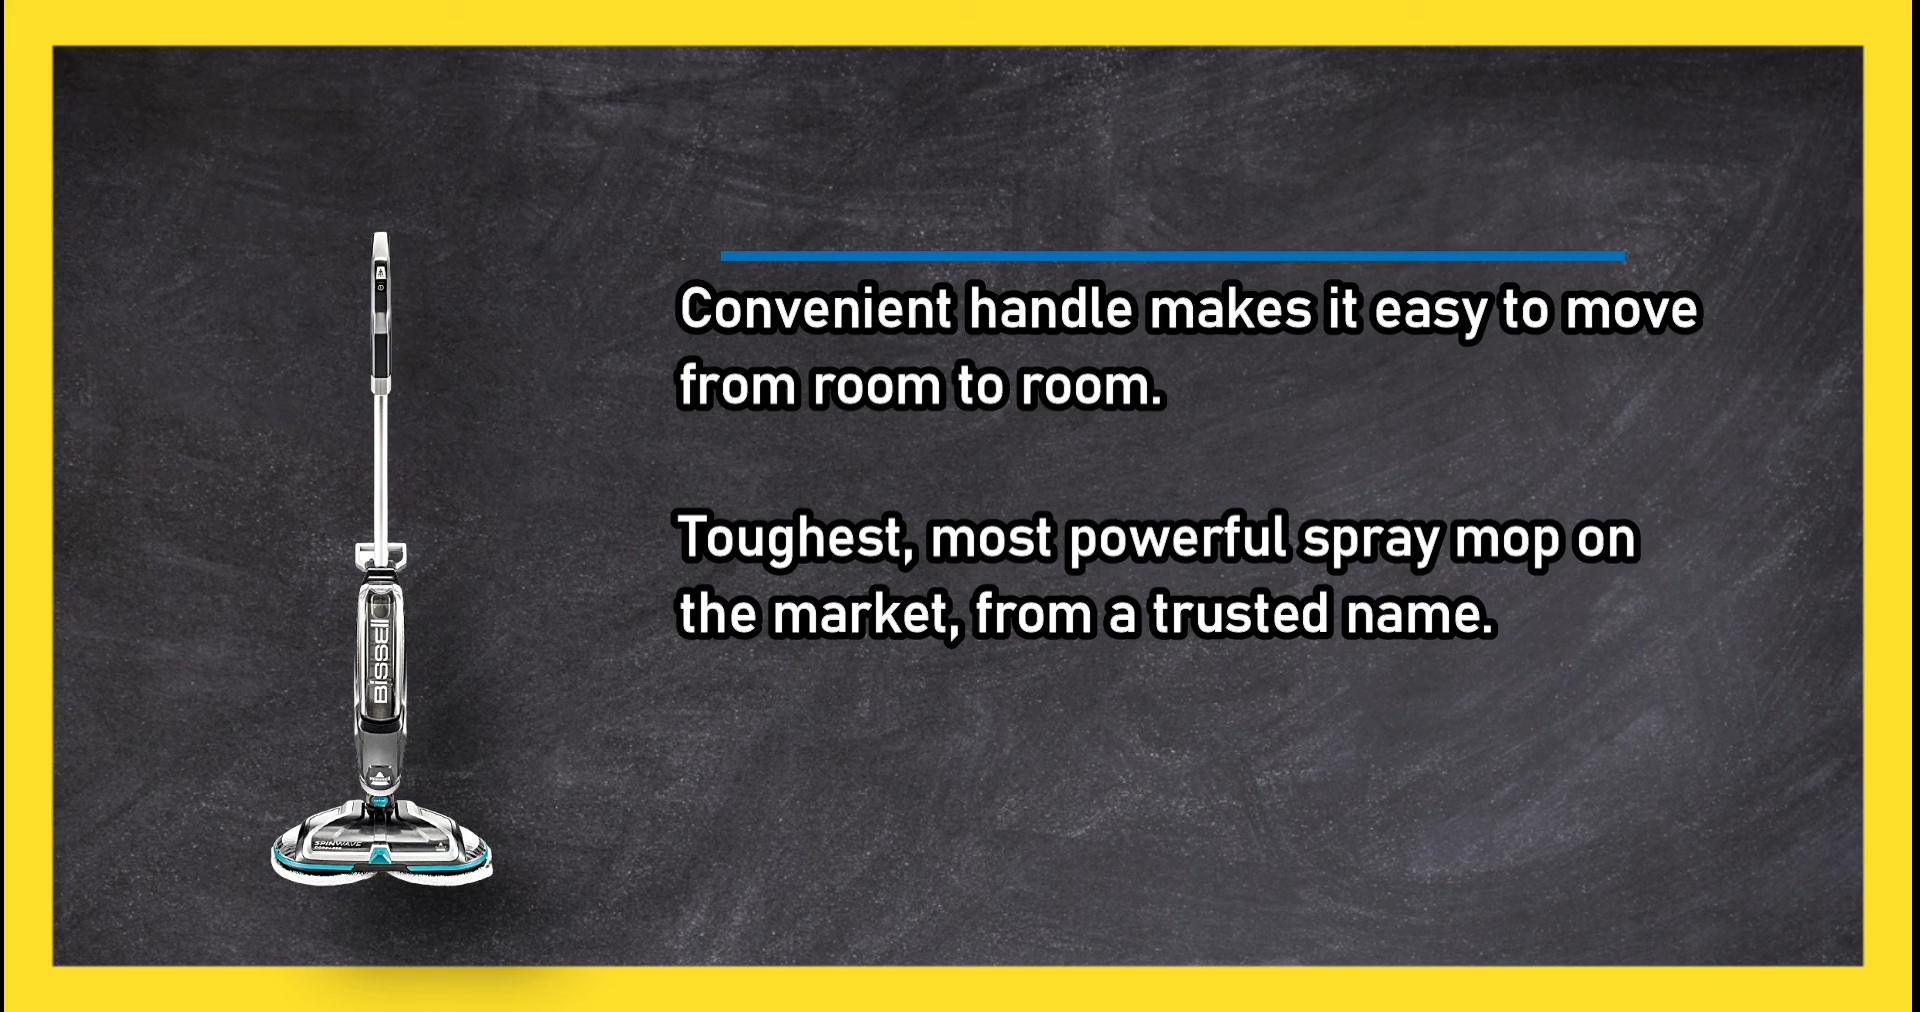 Convenient handle makes it easy to move
from room to room.
Toughest, most powerful spray mop on
the market, from a trusted name.
BISSELL
SPINWAVE